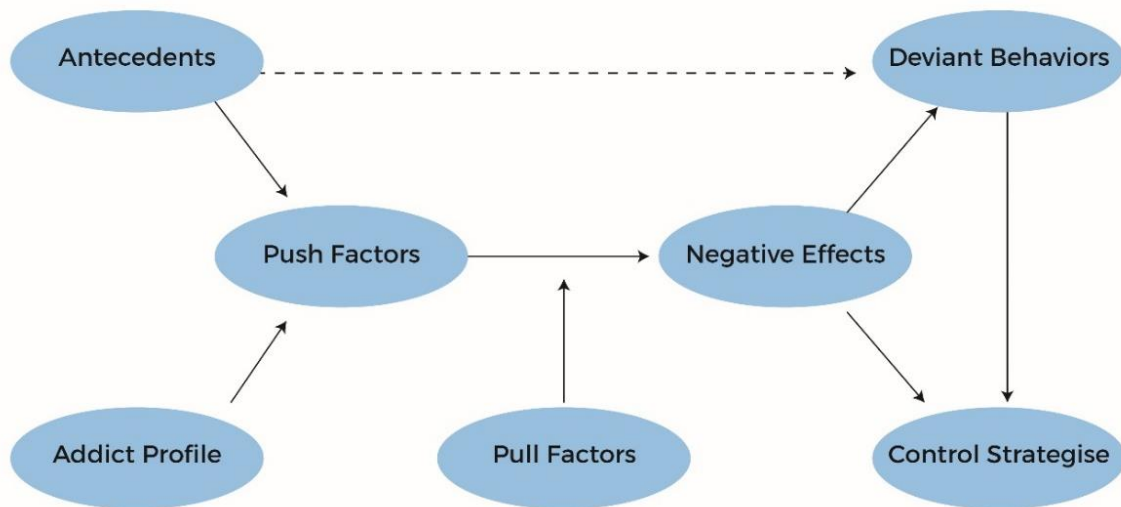 Antecedents
Deviant Behaviors
Push Factors
Negative Effects
Addict Profile
Pull Factors
Control Strategise